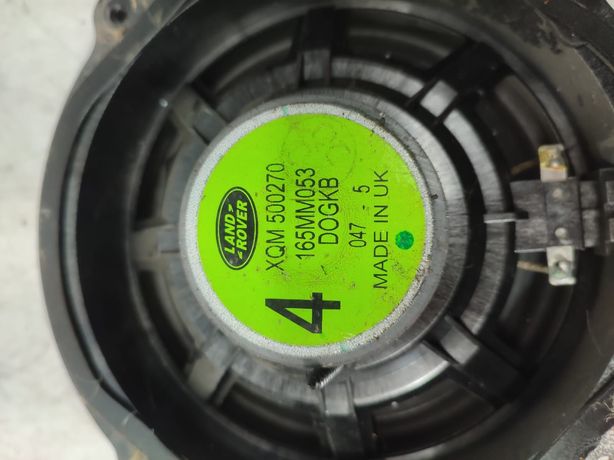 LAND
ROVER
XQM 500270
165MM053
DOGKB
047 - 5
MADE IN UK
4